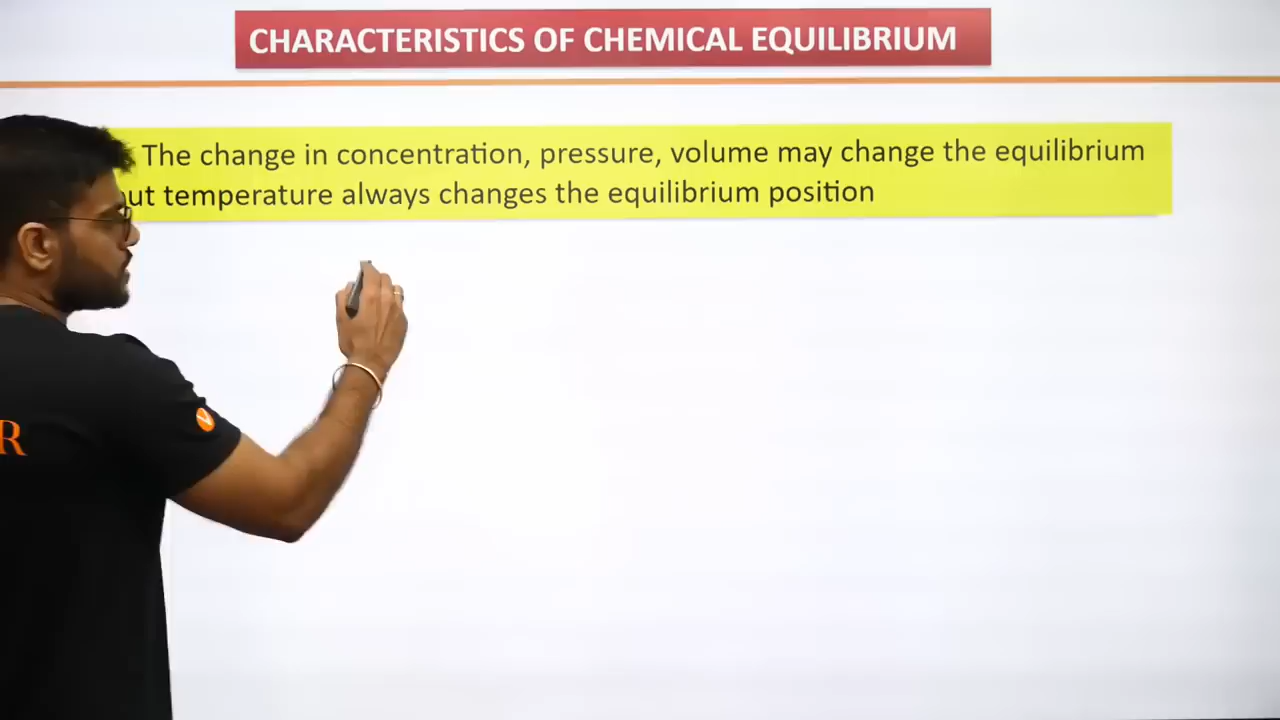 CHARACTERISTICS OF CHEMICAL EQUILIBRIUM
The change in concentration, pressure, volume may change the equilibrium
temperature always changes the equilibrium position
R